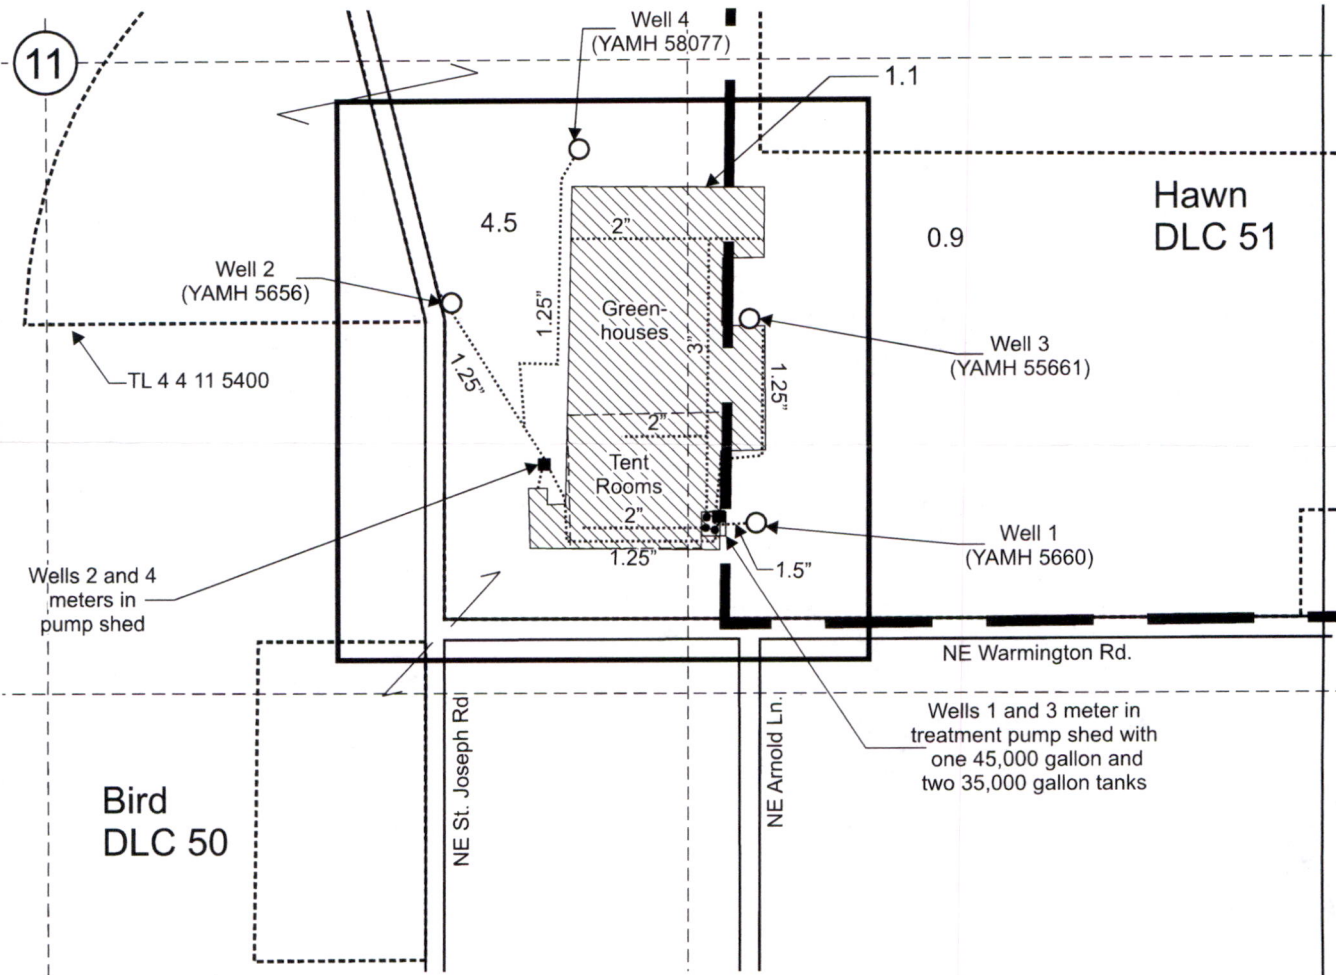 Well 4
(YAMH 58077)
11
1.1
Hawn
DLC 51
4.5
2”
0.9
Well 2
(YAMH 5656)
1.25”
Green-
houses
3”
Well 3
(YAMH 55661)
1.25”
1.25”
TL 4 4 11 5400
2”
Tent
Rooms
2”
Well 1
(YAMH 5660)
1.25”
1.5”
Wells 2 and 4
meters in
pump shed
NE Warmington Rd.
NE St. Joseph Rd
NE Arnold Ln.
Wells 1 and 3 meter in
treatment pump shed with
one 45,000 gallon and
two 35,000 gallon tanks
Bird
DLC 50